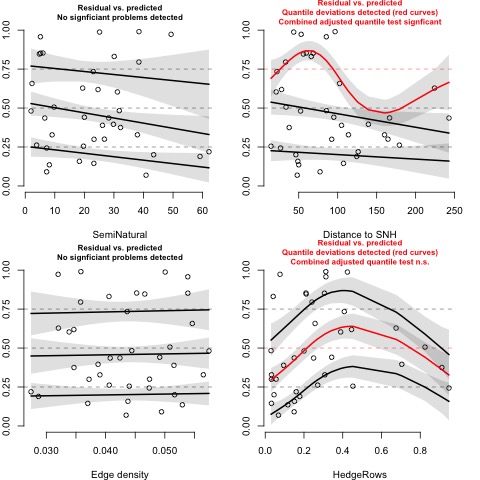 Residual vs. predicted
No signficiant problems detected
0.00 0.25 0.50 0.75 1.00
0 10 20 30 40 50 60
SemiNatural
Residual vs. predicted
Quantile deviations detected (red curves)
Combined adjusted quantile test signficant
0.00 0.25 0.50 0.75 1.00
50 100 150 200 250
Distance to SNH
Residual vs. predicted
No signficiant problems detected
0.00 0.25 0.50 0.75 1.00
0.030 0.040 0.050
Edge density
Residual vs. predicted
Quantile deviations detected (red curves)
Combined adjusted quantile test n.s.
0.00 0.25 0.50 0.75 1.00
0.0 0.2 0.4 0.6 0.8
HedgeRows